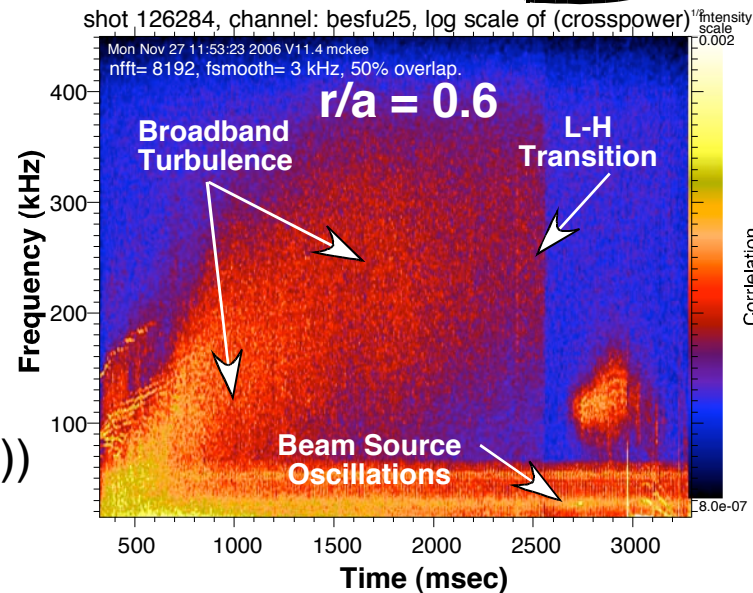 shot 126284, channel: besfu25, log scale of (crosspower)^1/2
Intensity scale
0.002
Mon Nov 27 11:53:23 2006 V11.4 mckee
nfft= 8192, fsmooth= 3 kHz, 50% overlap.
r/a = 0.6
Broadband
Turbulence
L-H
Transition
400
300
200
100
Frequency (kHz)
Beam Source
Oscillations
))
Corrlelation
8.0e-07
500 1000 1500 2000 2500 3000
Time (msec)